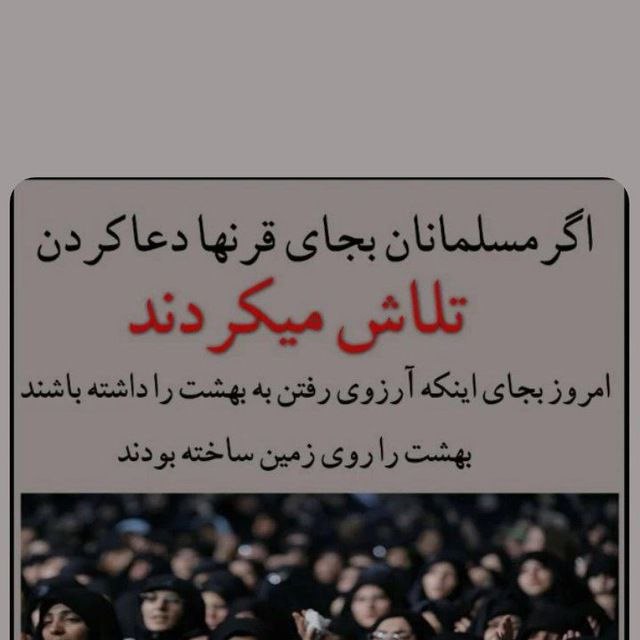 اگر مسلمانان بجای قرنها دعا کردن
تلاش میکردند
امروز بجای اینکه آرزوی رفتن به بهشت را داشته باشند
بهشت را روی زمین ساخته بودند